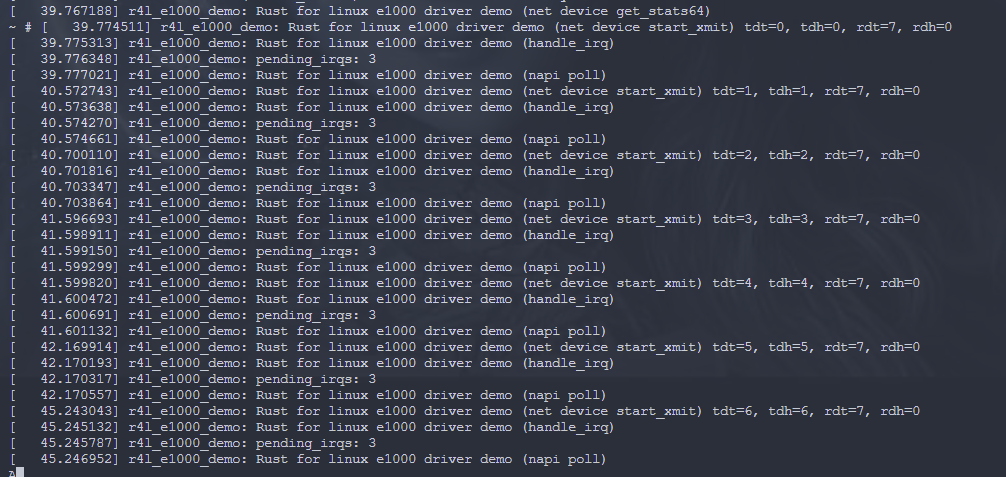 [   39.767188] r4l_e1000_demo: Rust for linux e1000 driver demo (net device get_stats64)
~ # [   39.774511] r4l_e1000_demo: Rust for linux e1000 driver demo (net device start_xmit) tdt=0, tdh=0, rdt=7, rdh=0
[   39.775313] r4l_e1000_demo: Rust for linux e1000 driver demo (handle_irq)
[   39.776348] r4l_e1000_demo: pending_irqs: 3
[   39.777021] r4l_e1000_demo: Rust for linux e1000 driver demo (napi poll)
[   40.572743] r4l_e1000_demo: Rust for linux e1000 driver demo (net device start_xmit) tdt=1, tdh=1, rdt=7, rdh=0
[   40.573638] r4l_e1000_demo: Rust for linux e1000 driver demo (handle_irq)
[   40.574270] r4l_e1000_demo: pending_irqs: 3
[   40.574661] r4l_e1000_demo: Rust for linux e1000 driver demo (napi poll)
[   40.700110] r4l_e1000_demo: Rust for linux e1000 driver demo (net device start_xmit) tdt=2, tdh=2, rdt=7, rdh=0
[   40.701816] r4l_e1000_demo: Rust for linux e1000 driver demo (handle_irq)
[   40.703347] r4l_e1000_demo: pending_irqs: 3
[   40.703864] r4l_e1000_demo: Rust for linux e1000 driver demo (napi poll)
[   41.596693] r4l_e1000_demo: Rust for linux e1000 driver demo (net device start_xmit) tdt=3, tdh=3, rdt=7, rdh=0
[   41.598911] r4l_e1000_demo: Rust for linux e1000 driver demo (handle_irq)
[   41.599150] r4l_e1000_demo: pending_irqs: 3
[   41.599299] r4l_e1000_demo: Rust for linux e1000 driver demo (napi poll)
[   41.599820] r4l_e1000_demo: Rust for linux e1000 driver demo (net device start_xmit) tdt=4, tdh=4, rdt=7, rdh=0
[   41.600472] r4l_e1000_demo: Rust for linux e1000 driver demo (handle_irq)
[   41.600691] r4l_e1000_demo: pending_irqs: 3
[   41.601132] r4l_e1000_demo: Rust for linux e1000 driver demo (napi poll)
[   42.169914] r4l_e1000_demo: Rust for linux e1000 driver demo (net device start_xmit) tdt=5, tdh=5, rdt=7, rdh=0
[   42.170193] r4l_e1000_demo: Rust for linux e1000 driver demo (handle_irq)
[   42.170317] r4l_e1000_demo: pending_irqs: 3
[   42.170557] r4l_e1000_demo: Rust for linux e1000 driver demo (napi poll)
[   45.243043] r4l_e1000_demo: Rust for linux e1000 driver demo (net device start_xmit) tdt=6, tdh=6, rdt=7, rdh=0
[   45.245132] r4l_e1000_demo: Rust for linux e1000 driver demo (handle_irq)
[   45.245787] r4l_e1000_demo: pending_irqs: 3
[   45.246952] r4l_e1000_demo: Rust for linux e1000 driver demo (napi poll)